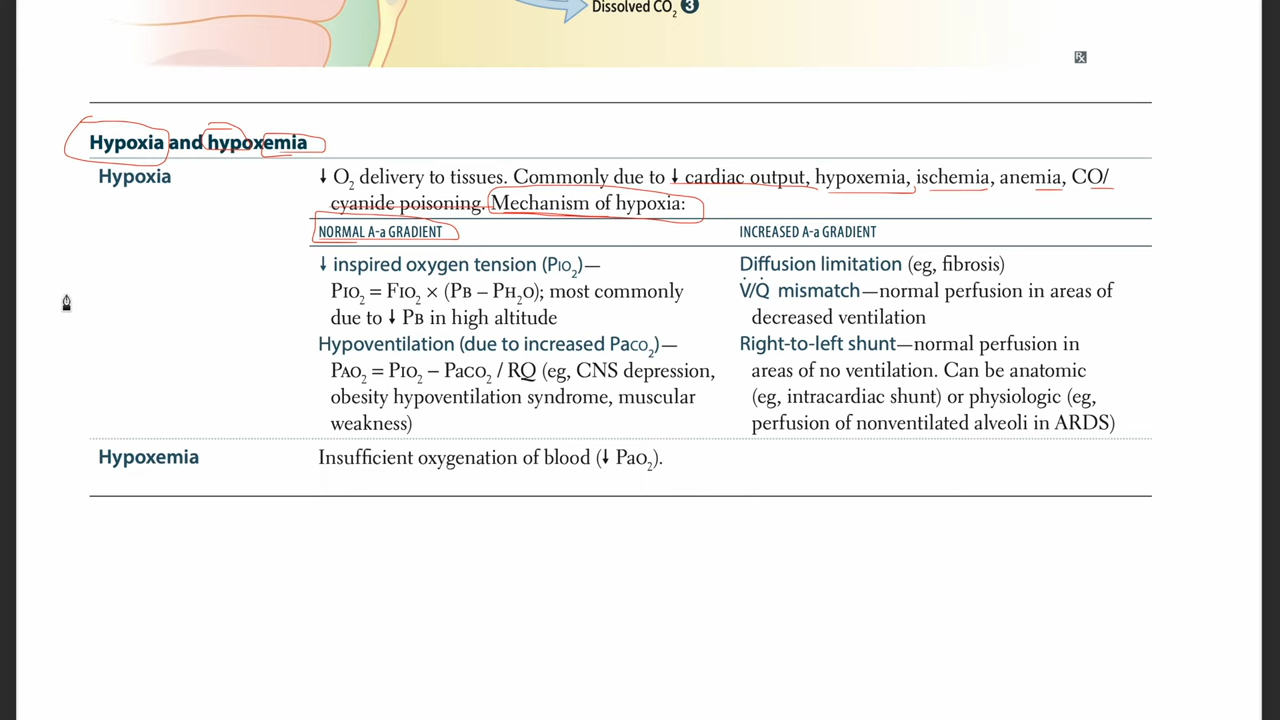 Dissolved CO₂ 3
Rx
Hypoxia and hypoxemia
Hypoxia
↓ O₂ delivery to tissues. Commonly due to ↓ cardiac output, hypoxemia, ischemia, anemia, CO/
cyanide poisoning. Mechanism of hypoxia:
NORMAL A-a GRADIENT
↓ inspired oxygen tension (PIO₂)—
PIO₂ = FIO₂ × (PB – PH₂O); most commonly
due to ↓ PB in high altitude
Hypoventilation (due to increased PaCO₂)—
PAO₂ = PIO₂ – PaCO₂ / RQ (eg, CNS depression,
obesity hypoventilation syndrome, muscular
weakness)
INCREASED A-a GRADIENT
Diffusion limitation (eg, fibrosis)
V̇/Q̇ mismatch—normal perfusion in areas of
decreased ventilation
Right-to-left shunt—normal perfusion in
areas of no ventilation. Can be anatomic
(eg, intracardiac shunt) or physiologic (eg,
perfusion of nonventilated alveoli in ARDS)
Hypoxemia
Insufficient oxygenation of blood (↓ PaO₂).